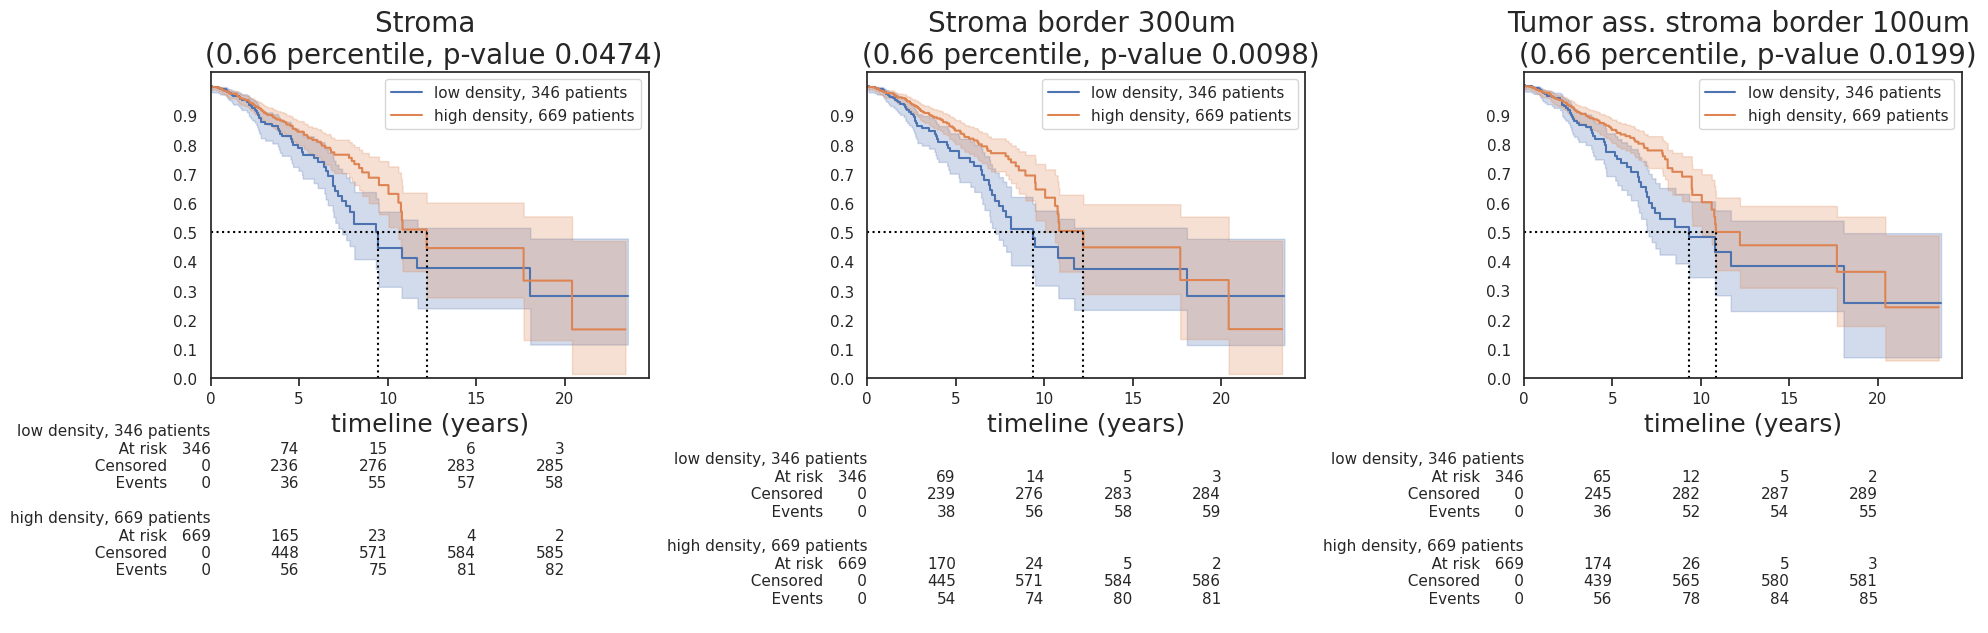 Stroma
(0.66 percentile, p-value 0.0474)
low density, 346 patients
high density, 669 patients
0.9
0.8
0.7
0.6
0.5
0.4
0.3
0.2
0.1
0.0
0 5 10 15 20
timeline (years)
low density, 346 patients
At risk 346 74 15 6 3
Censored 0 236 276 283 285
Events 0 36 55 57 58
high density, 669 patients
At risk 669 165 23 4 2
Censored 0 448 571 584 585
Events 0 56 75 81 82
Stroma border 300um
(0.66 percentile, p-value 0.0098)
low density, 346 patients
high density, 669 patients
0.9
0.8
0.7
0.6
0.5
0.4
0.3
0.2
0.1
0.0
0 5 10 15 20
timeline (years)
low density, 346 patients
At risk 346 69 14 5 3
Censored 0 239 276 283 284
Events 0 38 56 58 59
high density, 669 patients
At risk 669 170 24 5 2
Censored 0 445 571 584 586
Events 0 54 74 80 81
Tumor ass. stroma border 100um
(0.66 percentile, p-value 0.0199)
low density, 346 patients
high density, 669 patients
0.9
0.8
0.7
0.6
0.5
0.4
0.3
0.2
0.1
0.0
0 5 10 15 20
timeline (years)
low density, 346 patients
At risk 346 65 12 5 2
Censored 0 245 282 287 289
Events 0 36 52 54 55
high density, 669 patients
At risk 669 174 26 5 3
Censored 0 439 565 580 581
Events 0 56 78 84 85